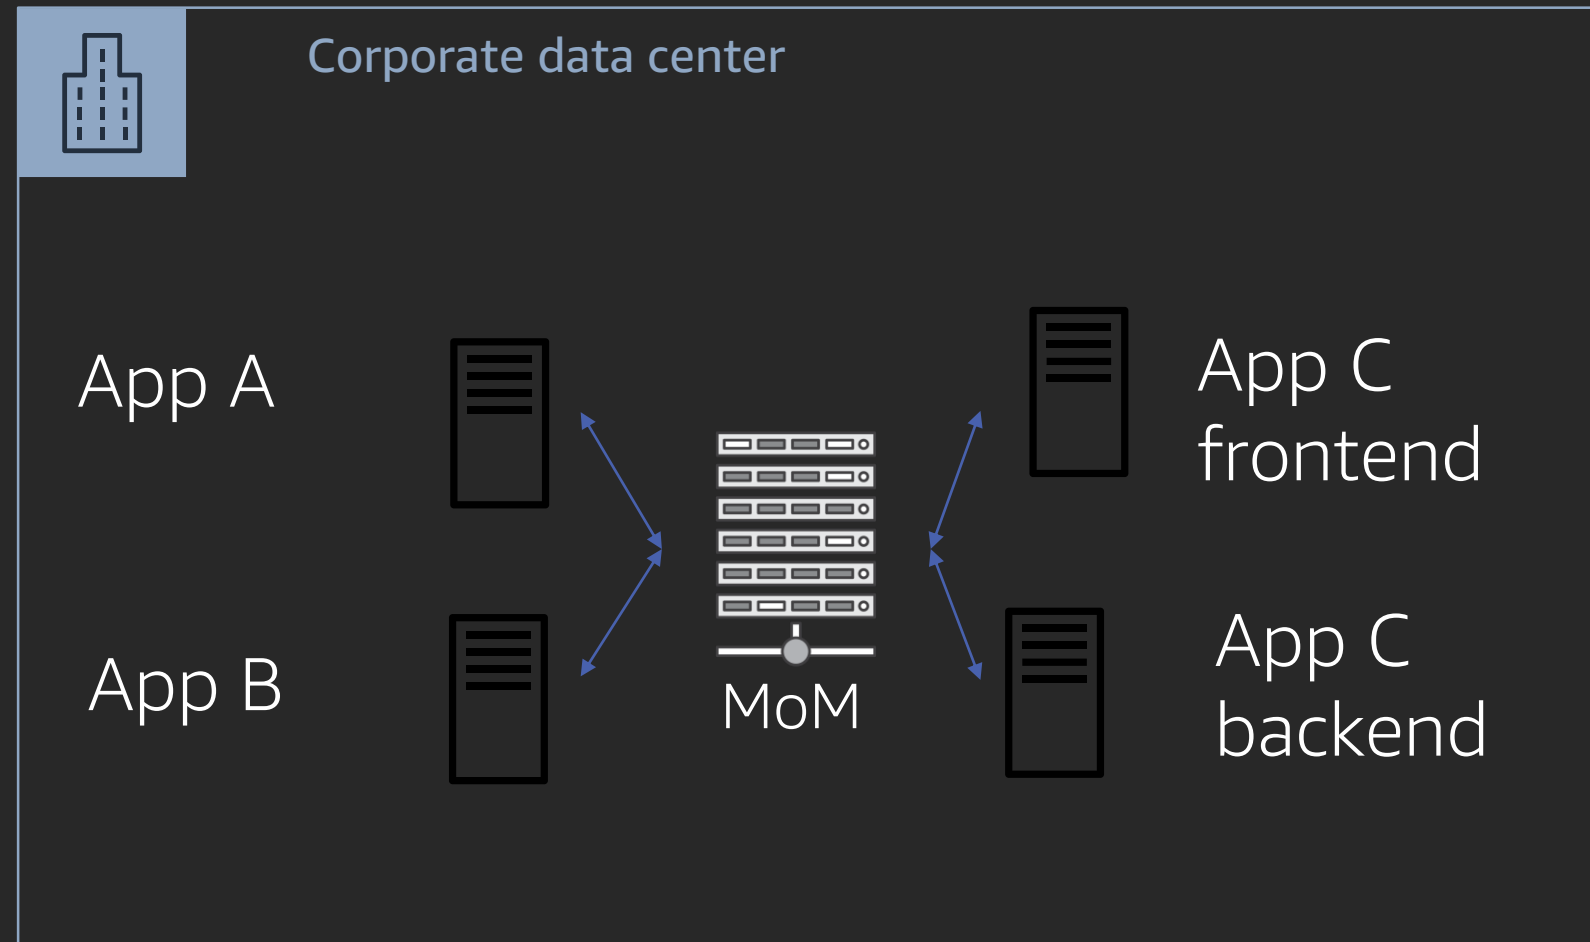 Corporate data center
App A
App C
frontend
App B
MoM
App C
backend